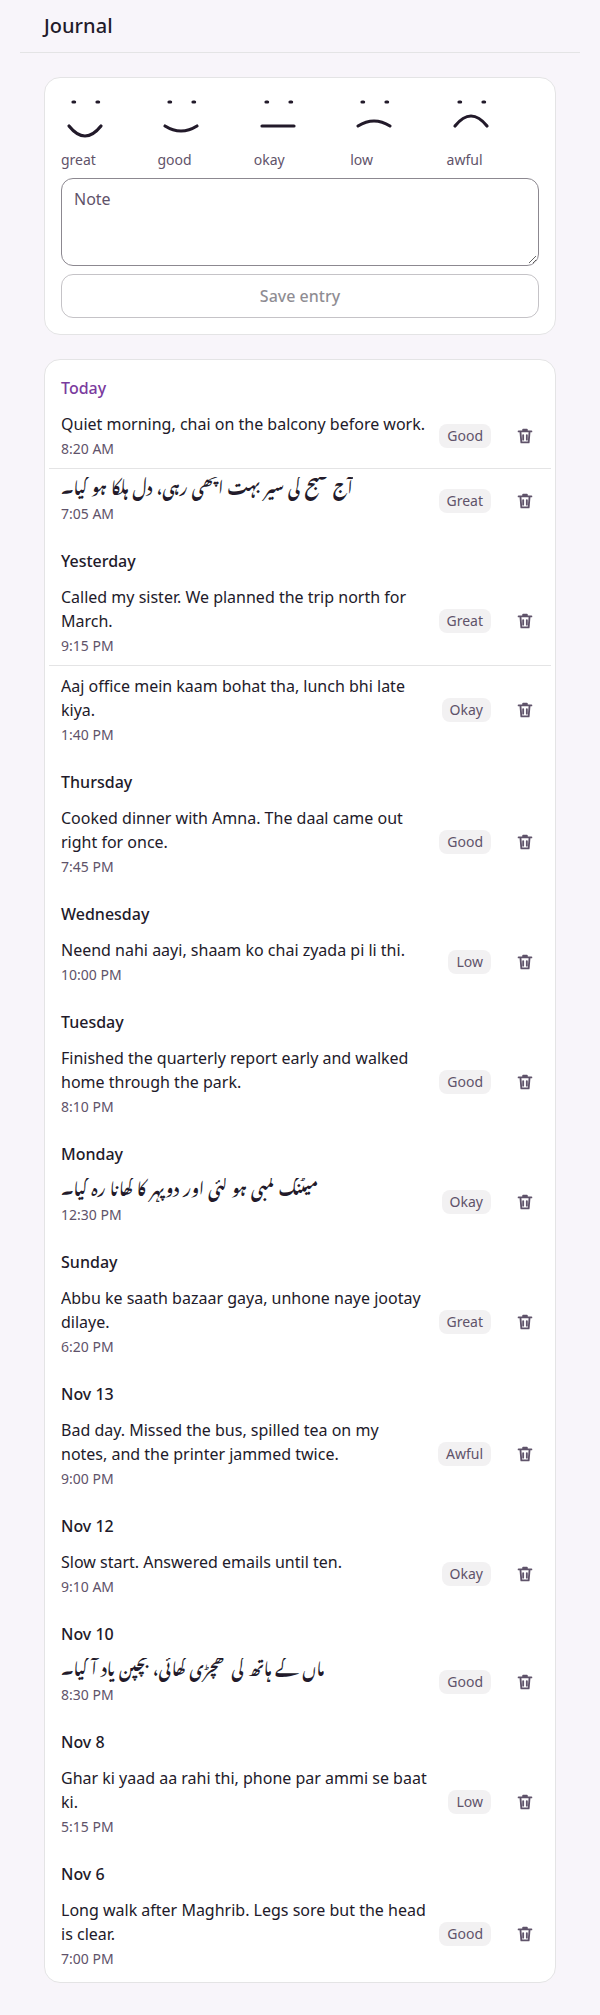 Journal
great good okay low awful
Note
Save entry
Today
Quiet morning, chai on the balcony before work.
Good
8:20 AM
آج صبح کی سیر بہت اچھی رہی، دل ہلکا ہو گیا۔
Great
7:05 AM
Yesterday
Called my sister. We planned the trip north for
March.
Great
9:15 PM
Aaj office mein kaam bohat tha, lunch bhi late
kiya.
Okay
1:40 PM
Thursday
Cooked dinner with Amna. The daal came out
right for once.
Good
7:45 PM
Wednesday
Neend nahi aayi, shaam ko chai zyada pi li thi.
Low
10:00 PM
Tuesday
Finished the quarterly report early and walked
home through the park.
Good
8:10 PM
Monday
میٹنگ لمبی ہو گئی اور دوپہر کا کھانا رہ گیا۔
Okay
12:30 PM
Sunday
Abbu ke saath bazaar gaya, unhone naye jootay
dilaye.
Great
6:20 PM
Nov 13
Bad day. Missed the bus, spilled tea on my
notes, and the printer jammed twice.
Awful
9:00 PM
Nov 12
Slow start. Answered emails until ten.
Okay
9:10 AM
Nov 10
ماں کے ہاتھ کی کھچڑی کھائی، بچپن یاد آ گیا۔
Good
8:30 PM
Nov 8
Ghar ki yaad aa rahi thi, phone par ammi se baat
ki.
Low
5:15 PM
Nov 6
Long walk after Maghrib. Legs sore but the head
is clear.
Good
7:00 PM